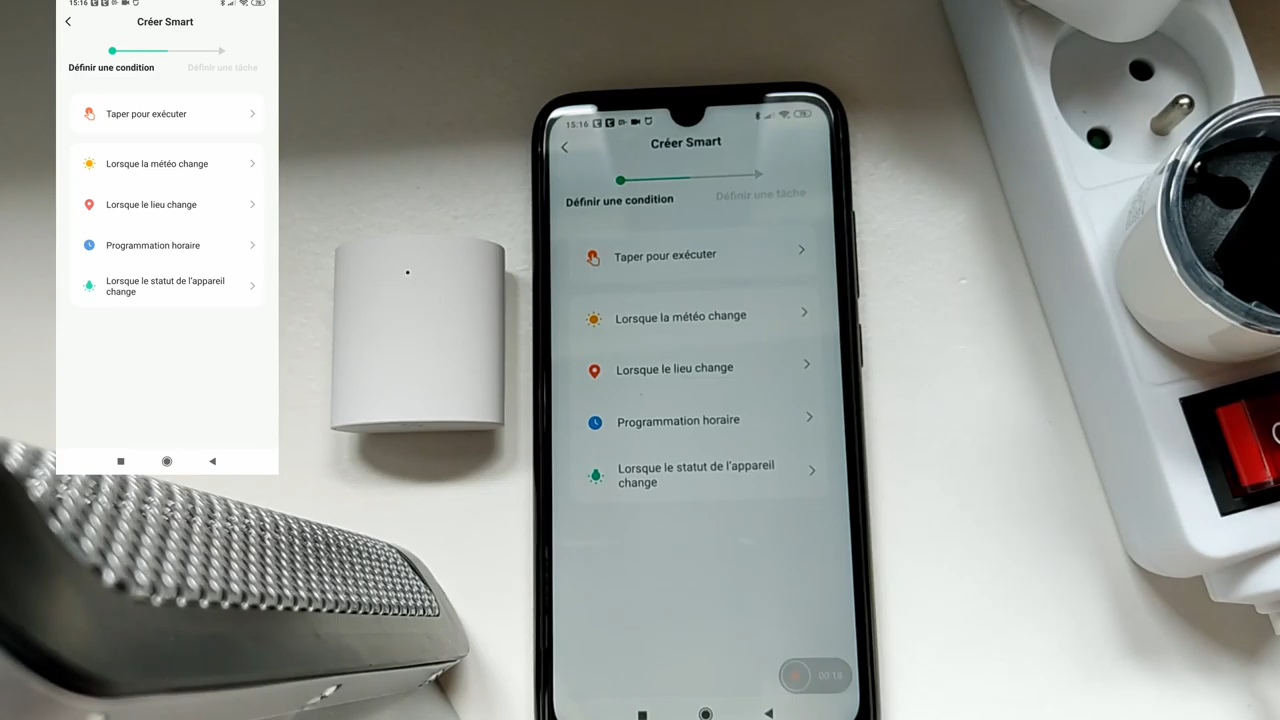 15:16
Créer Smart
Définir une condition
Définir une tâche
Taper pour exécuter
Lorsque la météo change
Lorsque le lieu change
Programmation horaire
Lorsque le statut de l'appareil
change
15:16
Créer Smart
Définir une condition
Définir une tâche
Taper pour exécuter
Lorsque la météo change
Lorsque le lieu change
Programmation horaire
Lorsque le statut de l'appareil
change
00:18